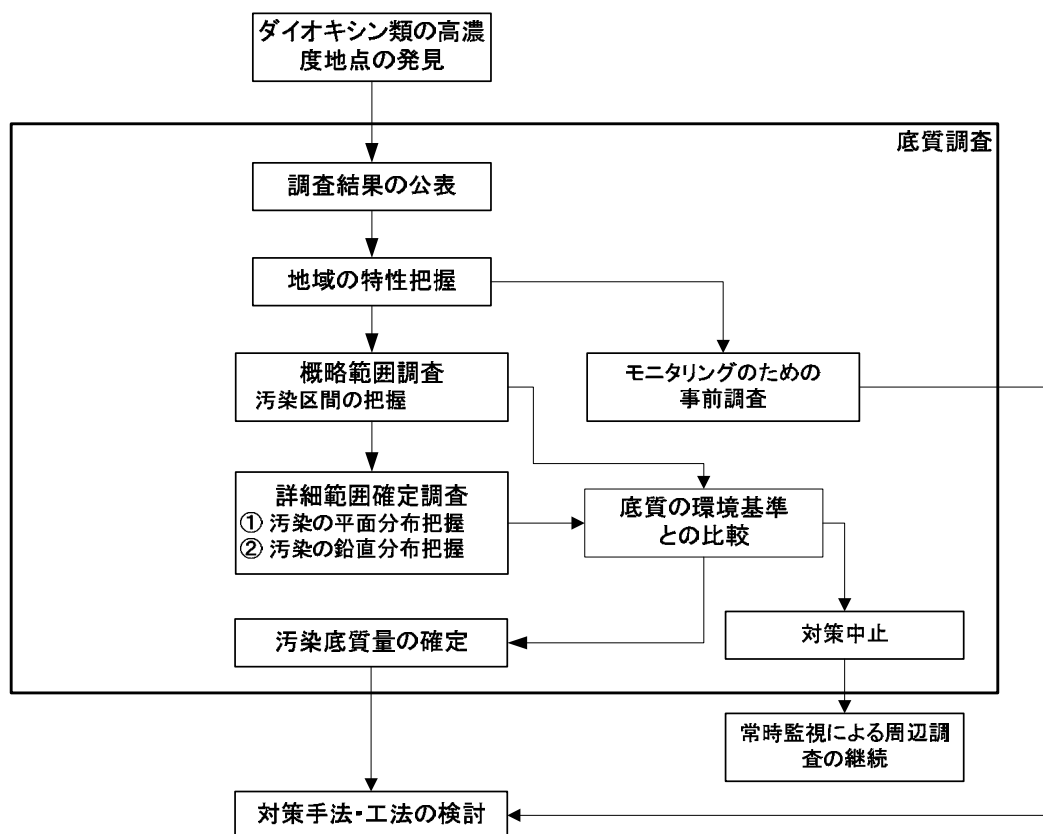 ダイオキシン類の高濃
度地点の発見
底質調査
調査結果の公表
地域の特性把握
概略範囲調査
汚染区間の把握
モニタリングのための
事前調査
詳細範囲確定調査
① 汚染の平面分布把握
② 汚染の鉛直分布把握
底質の環境基準
との比較
汚染底質量の確定
対策中止
常時監視による周辺調
査の継続
対策手法・工法の検討